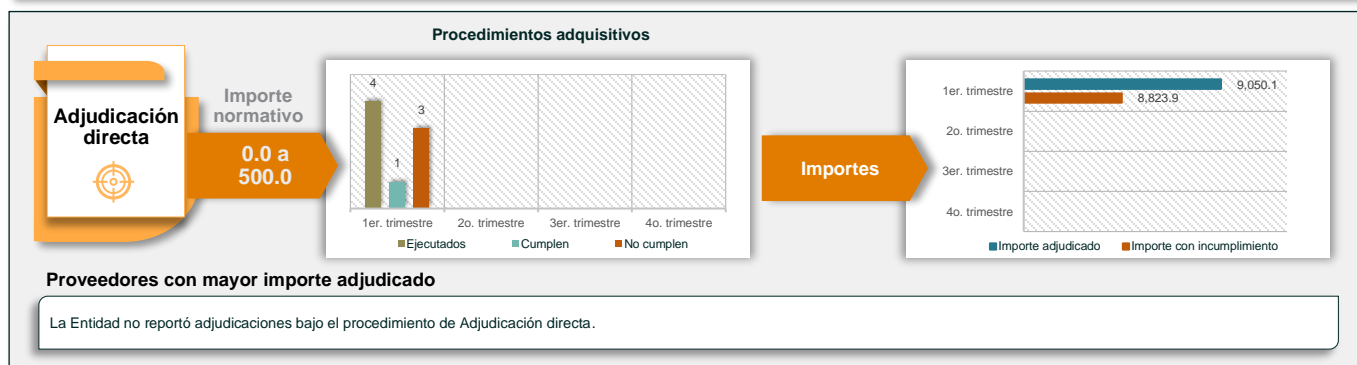 Procedimientos adquisitivos
Adjudicación
directa
Importe
normativo
0.0 a
500.0
4
1
3
1er. trimestre
2o. trimestre
3er. trimestre
4o. trimestre
Ejecutados
Cumplen
No cumplen
Importes
1er. trimestre
9,050.1
8,823.9
2o. trimestre
3er. trimestre
4o. trimestre
Importe adjudicado
Importe con incumplimiento
Proveedores con mayor importe adjudicado
La Entidad no reportó adjudicaciones bajo el procedimiento de Adjudicación directa.